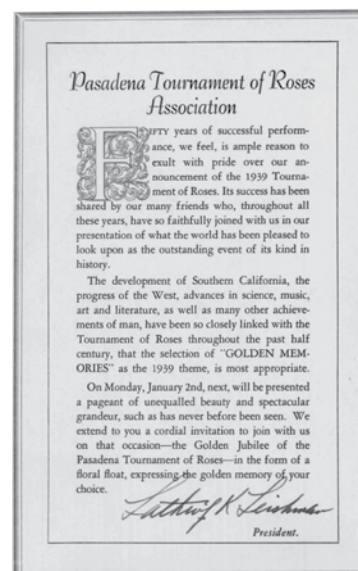 Pasadena Tournament of Roses
Association
FIFTY years of successful perform-
ance, we feel, is ample reason to
exult with pride over our an-
nouncement of the 1939 Tourna-
ment of Roses. Its success has been
shared by our many friends who, throughout all
these years, have so faithfully joined with us in our
presentation of what the world has been pleased to
look upon as the outstanding event of its kind in
history.
The development of Southern California, the
progress of the West, advances in science, music,
art and literature, as well as many other achieve-
ments of man, have been so closely linked with the
Tournament of Roses throughout the past half
century, that the selection of "GOLDEN MEM-
ORIES" as the 1939 theme, is most appropriate.
On Monday, January 2nd, next, will be presented
a pageant of unequalled beauty and spectacular
grandeur, such as has never before been seen. We
extend to you a cordial invitation to join with us
on that occasion—the Golden Jubilee of the
Pasadena Tournament of Roses—in the form of a
floral float, expressing the golden memory of your
choice.
Lathrop K Leishman
President.